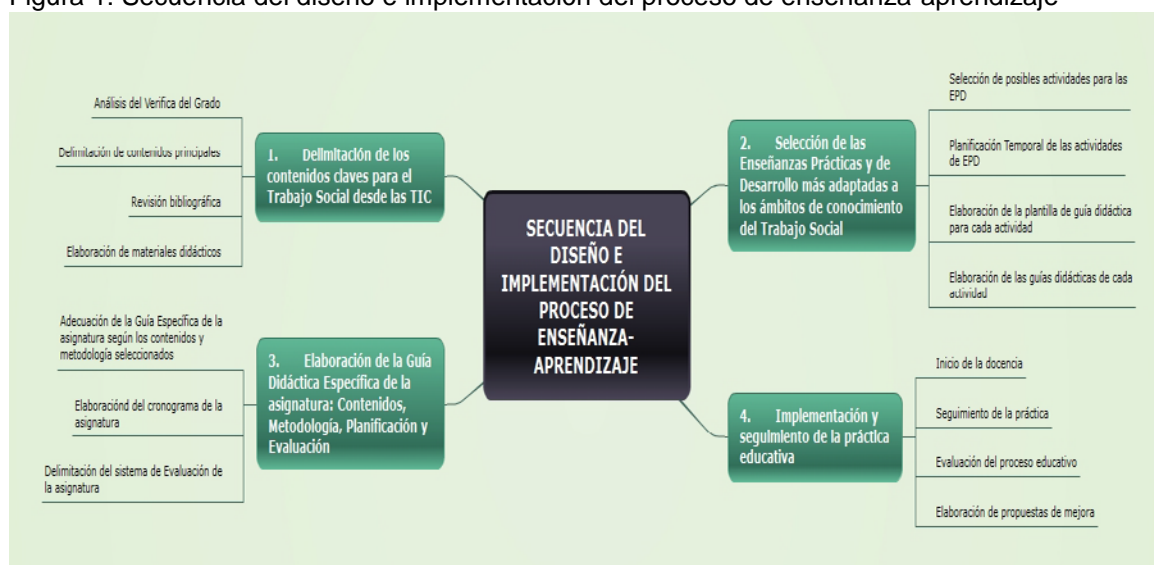 Figura 1. Secuencia del diseño e implementación del proceso de enseñanza-aprendizaje
SECUENCIA DEL
DISEÑO E
IMPLEMENTACIÓN DEL
PROCESO DE
ENSEÑANZA-
APRENDIZAJE
1. Delimitación de los
contenidos claves para el
Trabajo Social desde las TIC
Análisis del Verifica del Grado
Delimitación de contenidos principales
Revisión bibliográfica
Elaboración de materiales didácticos
2. Selección de las
Enseñanzas Prácticas y de
Desarrollo más adaptadas a
los ámbitos de conocimiento
del Trabajo Social
Selección de posibles actividades para las
EPD
Planificación Temporal de las actividades
de EPD
Elaboración de la plantilla de guía didáctica
para cada actividad
Elaboración de las guías didácticas de cada
actividad
3. Elaboración de la Guía
Didáctica Específica de la
asignatura: Contenidos,
Metodología, Planificación y
Evaluación
Adecuación de la Guía Específica de la
asignatura según los contenidos y
metodología seleccionados
Elaboraciónd del cronograma de la
asignatura
Delimitación del sistema de Evaluación de
la asignatura
4. Implementación y
seguimiento de la práctica
educativa
Inicio de la docencia
Seguimiento de la práctica
Evaluación del proceso educativo
Elaboración de propuestas de mejora